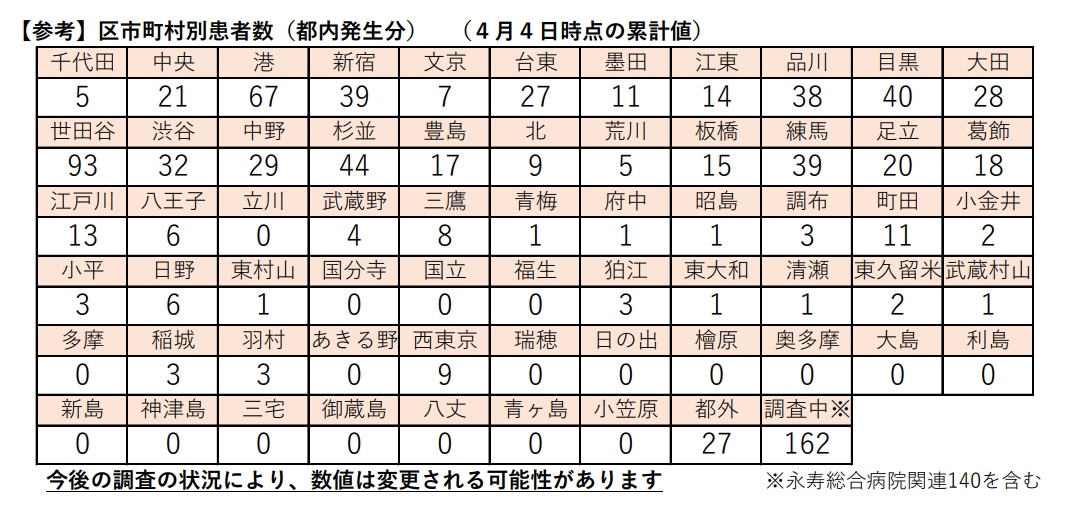 【参考】区市町村別患者数（都内発生分）　（４月４日時点の累計値）
千代田 中央 港 新宿 文京 台東 墨田 江東 品川 目黒 大田
5 21 67 39 7 27 11 14 38 40 28
世田谷 渋谷 中野 杉並 豊島 北 荒川 板橋 練馬 足立 葛飾
93 32 29 44 17 9 5 15 39 20 18
江戸川 八王子 立川 武蔵野 三鷹 青梅 府中 昭島 調布 町田 小金井
13 6 0 4 8 1 1 1 3 11 2
小平 日野 東村山 国分寺 国立 福生 狛江 東大和 清瀬 東久留米 武蔵村山
3 6 1 0 0 0 3 1 1 2 1
多摩 稲城 羽村 あきる野 西東京 瑞穂 日の出 檜原 奥多摩 大島 利島
0 3 3 0 9 0 0 0 0 0 0
新島 神津島 三宅 御蔵島 八丈 青ヶ島 小笠原 都外 調査中※
0 0 0 0 0 0 0 27 162
今後の調査の状況により、数値は変更される可能性があります
※永寿総合病院関連140を含む